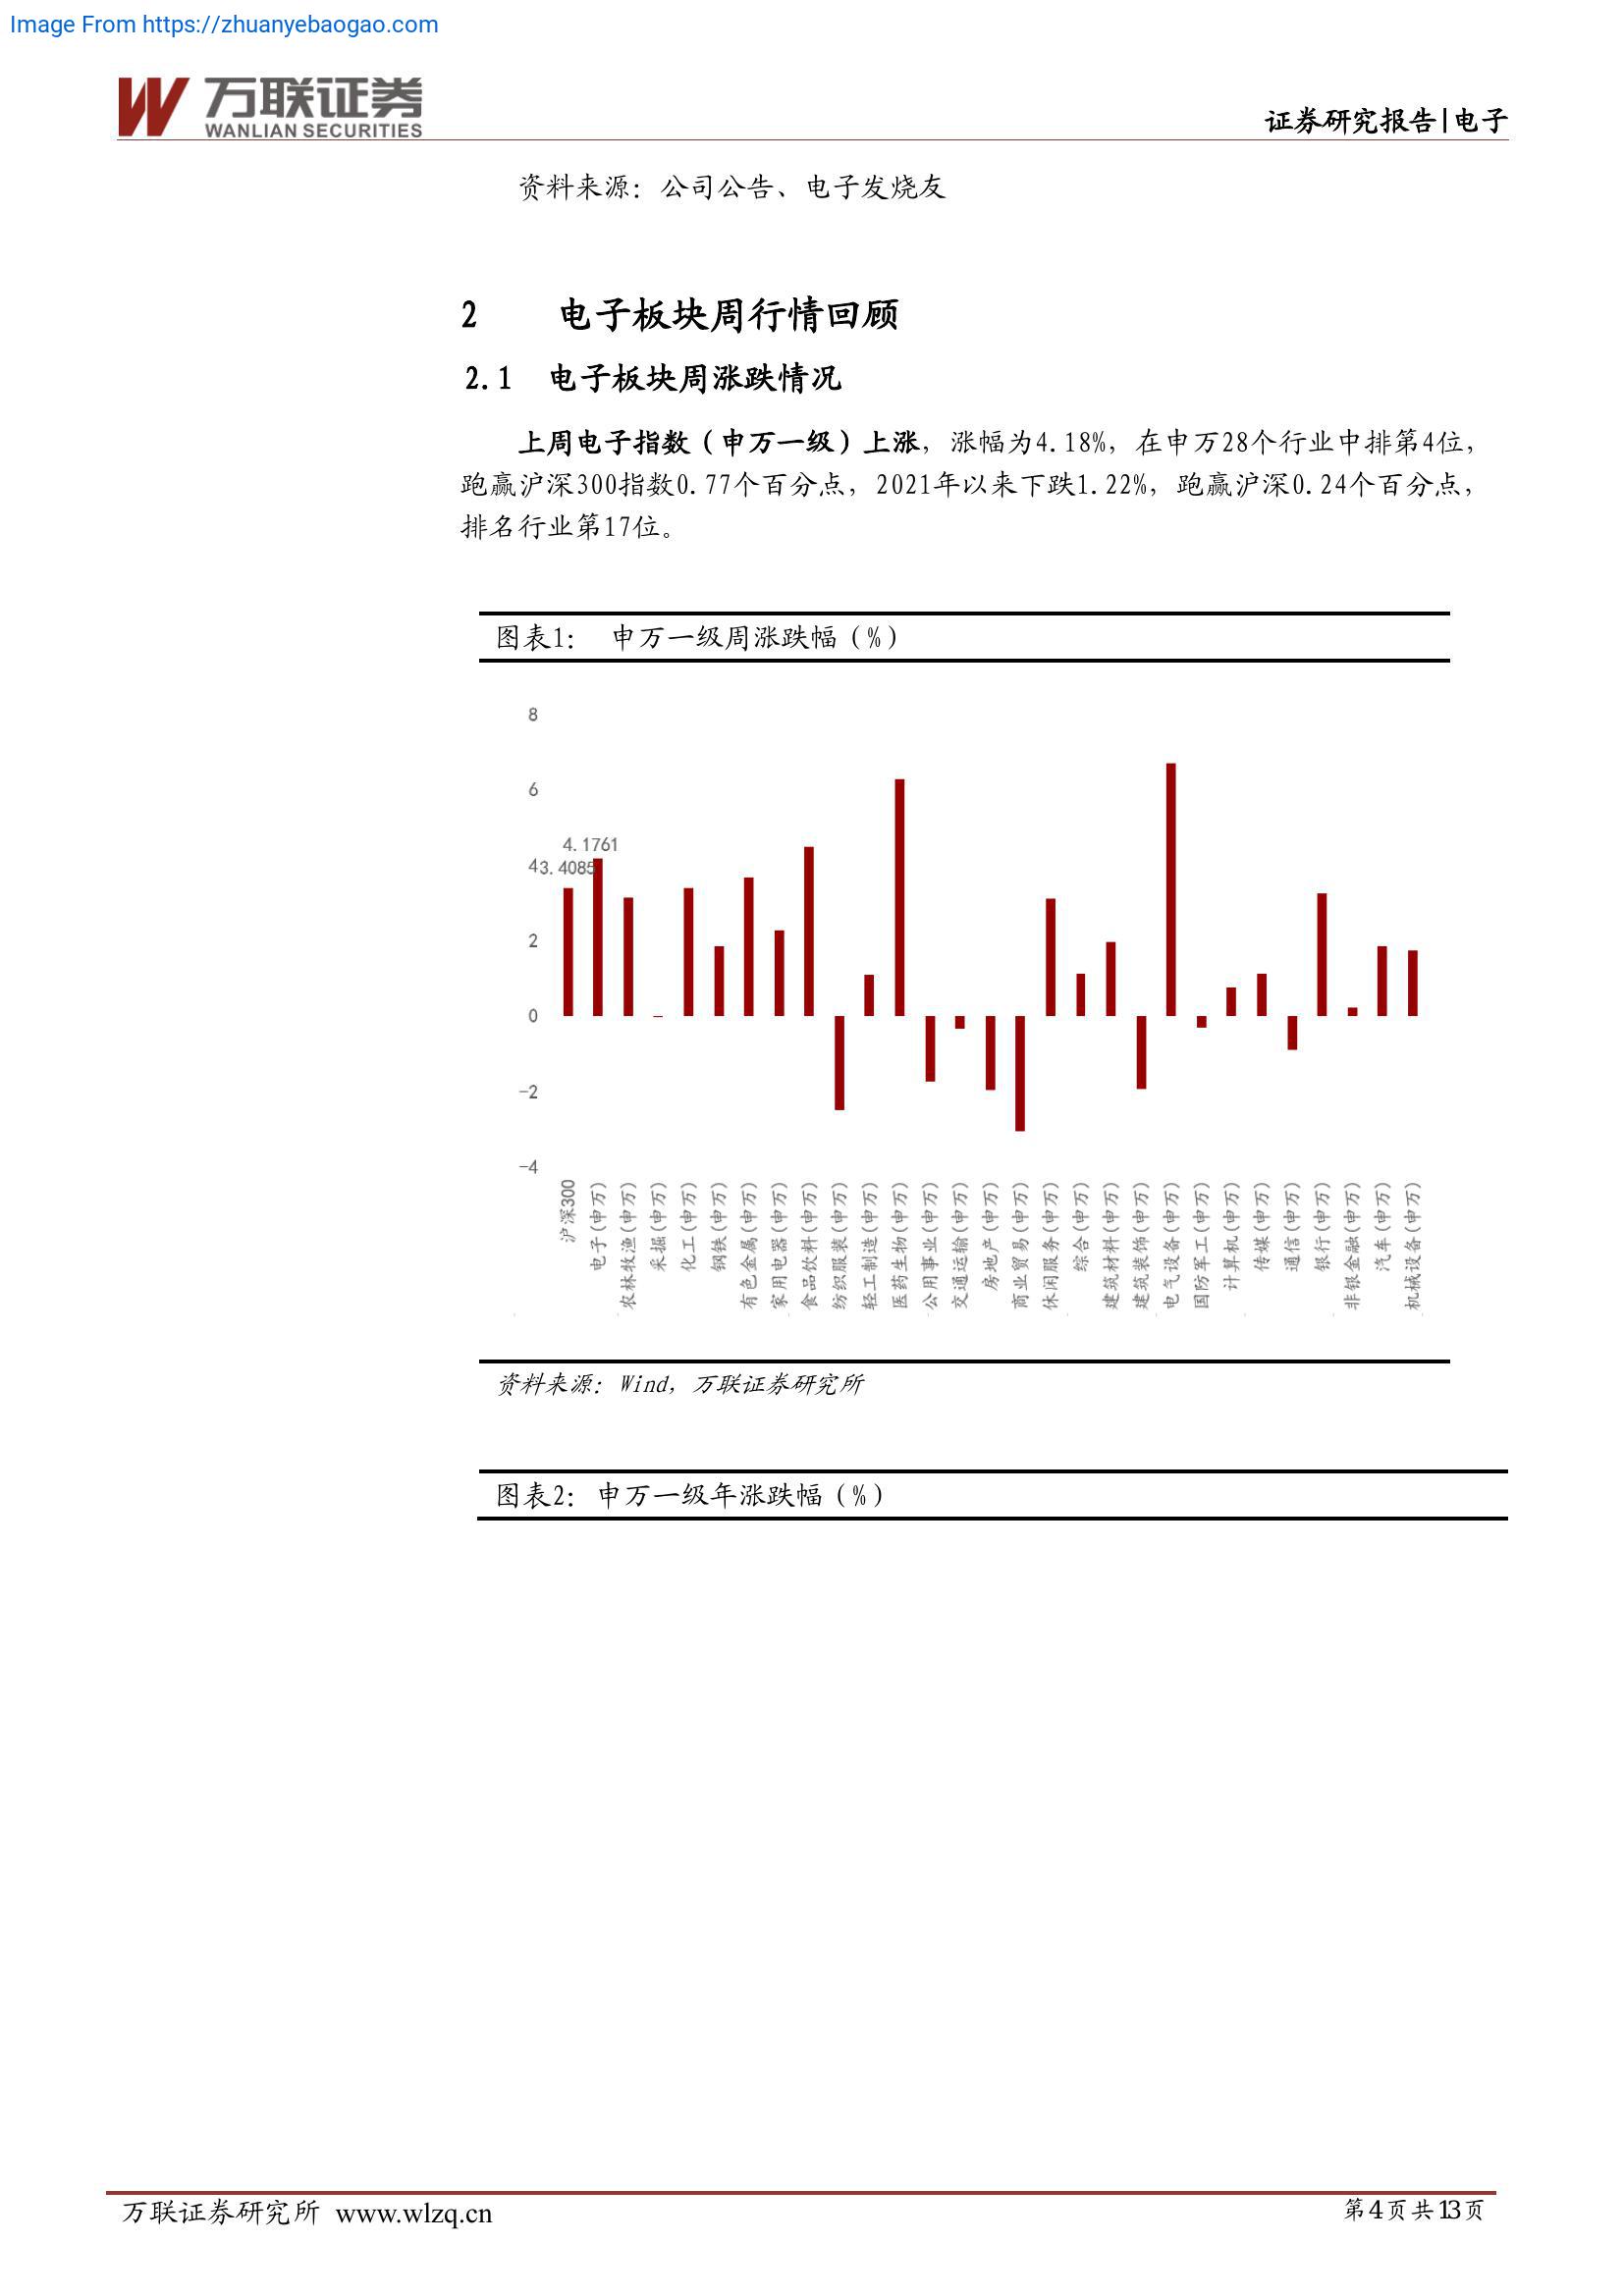 Image From https://zhuanyebaogao.com
万联证券
WANLIAN SECURITIES
证券研究报告|电子
资料来源：公司公告、电子发烧友
2 电子板块周行情回顾
2.1 电子板块周涨跌情况
上周电子指数（申万一级）上涨，涨幅为4.18%，在申万28个行业中排第4位，
跑赢沪深300指数0.77个百分点，2021年以来下跌1.22%，跑赢沪深0.24个百分点，
排名行业第17位。
图表1： 申万一级周涨跌幅（%）
8
6
4.1761
4
3.4085
2
0
-2
-4
沪深300
电子(申万)
农林牧渔(申万)
采掘(申万)
化工(申万)
钢铁(申万)
有色金属(申万)
家用电器(申万)
食品饮料(申万)
纺织服装(申万)
轻工制造(申万)
医药生物(申万)
公用事业(申万)
交通运输(申万)
房地产(申万)
商业贸易(申万)
休闲服务(申万)
综合(申万)
建筑材料(申万)
建筑装饰(申万)
电气设备(申万)
国防军工(申万)
计算机(申万)
传媒(申万)
通信(申万)
银行(申万)
非银金融(申万)
汽车(申万)
机械设备(申万)
资料来源：Wind，万联证券研究所
图表2：申万一级年涨跌幅（%）
万联证券研究所 www.wlzq.cn
第4页共13页